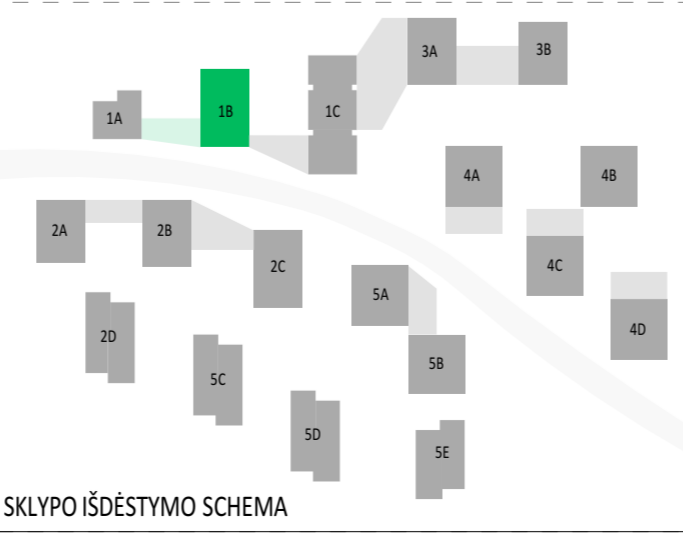 3A
3B
1A
1B
1C
4A
4B
2A
2B
2C
4C
5A
4D
2D
5B
5C
5D
5E
SKLYPO IŠDĖSTYMO SCHEMA